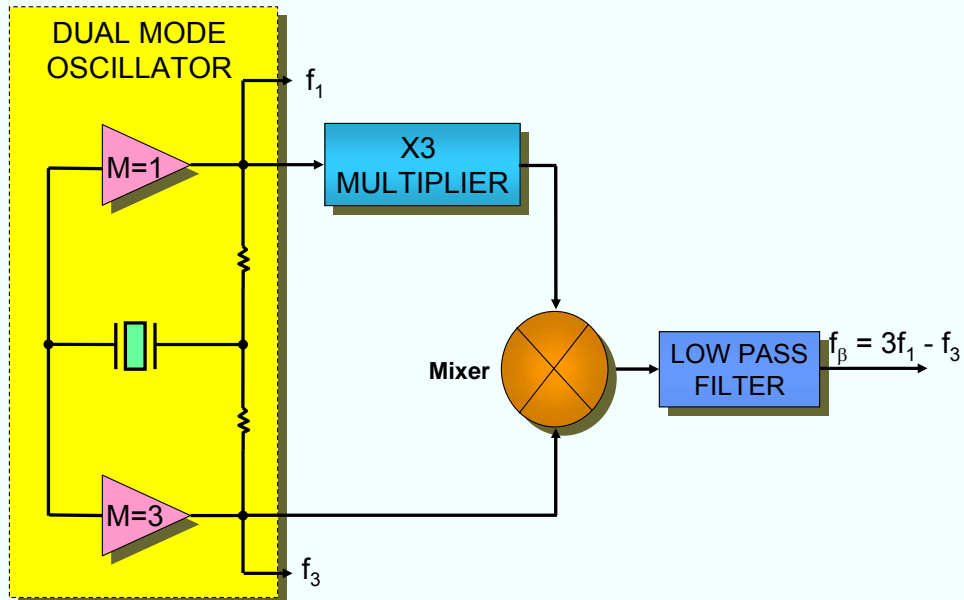 DUAL MODE
OSCILLATOR
f₁
M=1
X3
MULTIPLIER
Mixer
LOW PASS
FILTER
fβ = 3f₁ - f₃
M=3
f₃